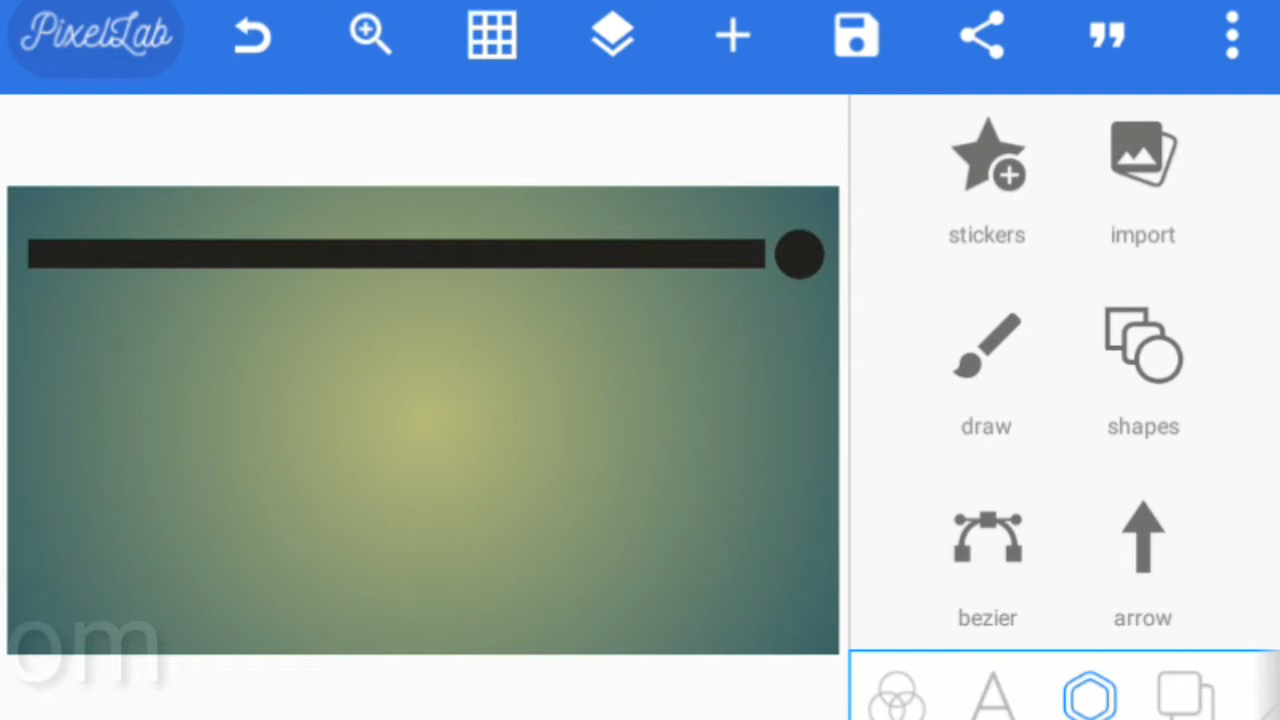 PixelLab
stickers
import
draw
shapes
bezier
arrow
om